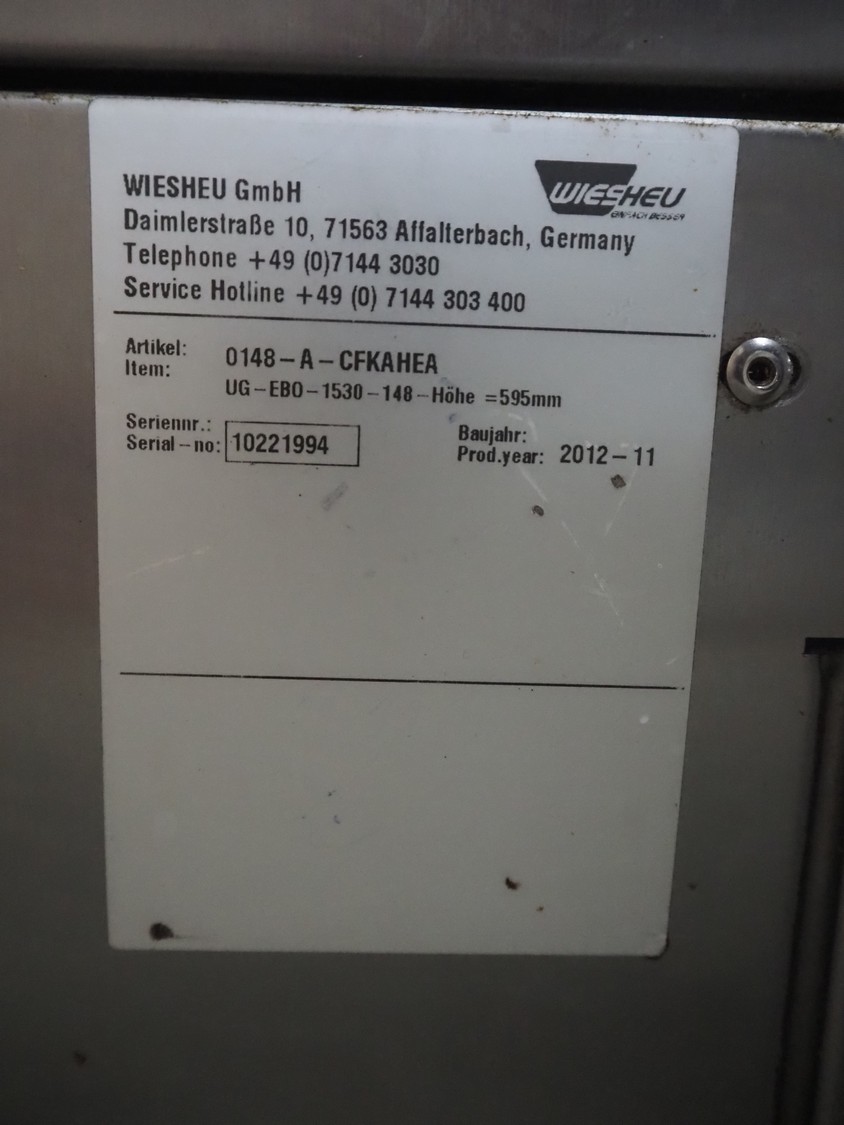 WIESHEU GmbH
WIESHEU
EINFACH BESSER
Daimlerstraße 10, 71563 Affalterbach, Germany
Telephone +49 (0)7144 3030
Service Hotline +49 (0) 7144 303 400
Artikel:
Item: 0148-A-CFKAHEA
UG-EBO-1530-148-Höhe =595mm
Seriennr.:
Serial-no: 10221994
Baujahr:
Prod.year: 2012-11